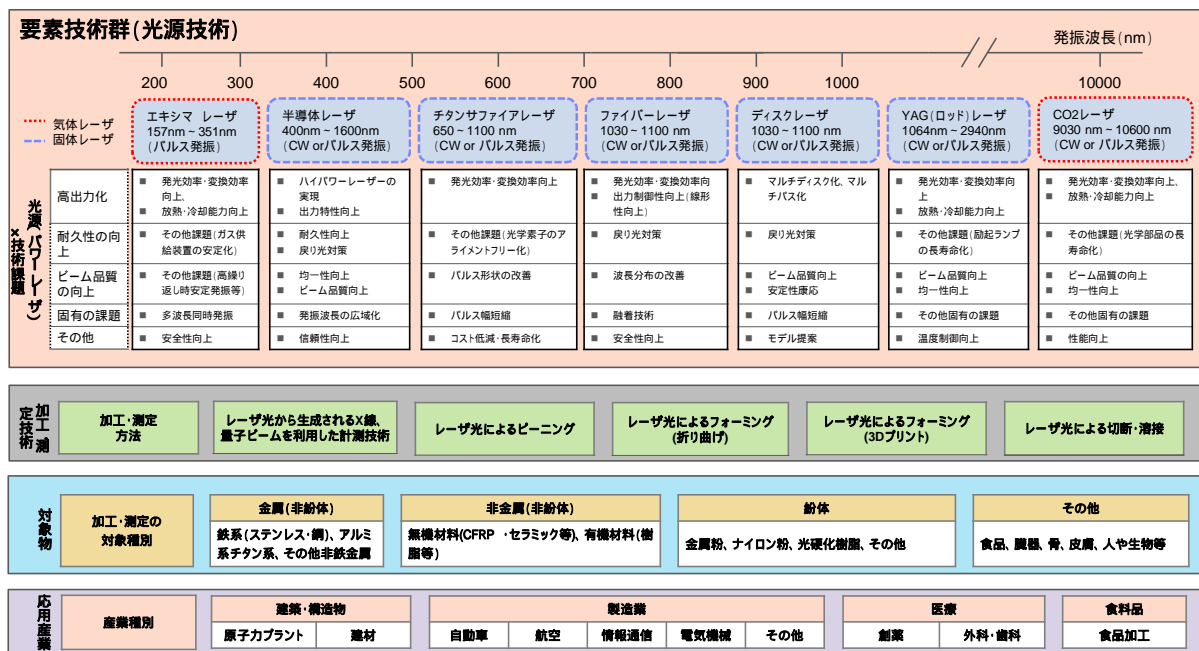 要素技術群(光源技術)
発振波長(nm)
200 300 400 500 600 700 800 900 1000 10000
気体レーザ
固体レーザ
エキシマ レーザ
157nm~351nm
(パルス発振)
半導体レーザ
400nm~1600nm
(CW orパルス発振)
チタンサファイアレーザ
650~1100 nm
(CW or パルス発振)
ファイバーレーザ
1030~1100 nm
(CW orパルス発振)
ディスクレーザ
1030~1100 nm
(CW or パルス発振)
YAG(ロッド)レーザ
1064nm~2940nm
(CW orパルス発振)
CO2レーザ
9030 nm~10600 nm
(CW or パルス発振)
光源(パワーレーザ)
×技術課題
高出力化
■ 発光効率・変換効率
向上、
■ 放熱・冷却能力向上
■ ハイパワーレーザーの
実現
■ 出力特性向上
■ 発光効率・変換効率向上
■ 発光効率・変換効率向
■ 出力制御性向上(線形
性向上)
■ マルチディスク化、マル
チパス化
■ 発光効率・変換効率向
上
■ 放熱・冷却能力向上
■ 発光効率・変換効率向上、
■ 放熱・冷却能力向上
耐久性の向
上
■ その他課題(ガス供
給装置の安定化)
■ 耐久性向上
■ 戻り光対策
■ その他課題(光学素子のア
ライメントフリー化)
■ 戻り光対策
■ 戻り光対策
■ その他課題(励起ランプ
の長寿命化)
■ その他課題(光学部品の長
寿命化)
ビーム品質
の向上
■ その他課題(高繰り
返し時安定発振等)
■ 均一性向上
■ ビーム品質向上
■ パルス形状の改善
■ 波長分布の改善
■ ビーム品質向上
■ 安定性康応
■ ビーム品質向上
■ 均一性向上
■ ビーム品質の向上
■ 均一性向上
固有の課題
■ 多波長同時発振
■ 発振波長の広域化
■ パルス幅短縮
■ 融着技術
■ パルス幅短縮
■ その他固有の課題
■ その他固有の課題
その他
■ 安全性向上
■ 信頼性向上
■ コスト低減・長寿命化
■ 安全性向上
■ モデル提案
■ 温度制御向上
■ 性能向上
加工・測
定技術
加工・測定
方法
レーザ光から生成されるX線、
量子ビームを利用した計測技術
レーザ光によるピーニング
レーザ光によるフォーミング
(折り曲げ)
レーザ光によるフォーミング
(3Dプリント)
レーザ光による切断・溶接
対象物
加工・測定の
対象種別
金属(非紛体)
鉄系(ステンレス・鋼)、アルミ
系チタン系、その他非鉄金属
非金属(非紛体)
無機材料(CFRP ・セラミック等)、有機材料(樹
脂等)
紛体
金属粉、ナイロン粉、光硬化樹脂、その他
その他
食品、臓器、骨、皮膚、人や生物等
応用産業
産業種別
建築・構造物
原子力プラント 建材
製造業
自動車 航空 情報通信 電気機械 その他
医療
創薬 外科・歯科
食料品
食品加工